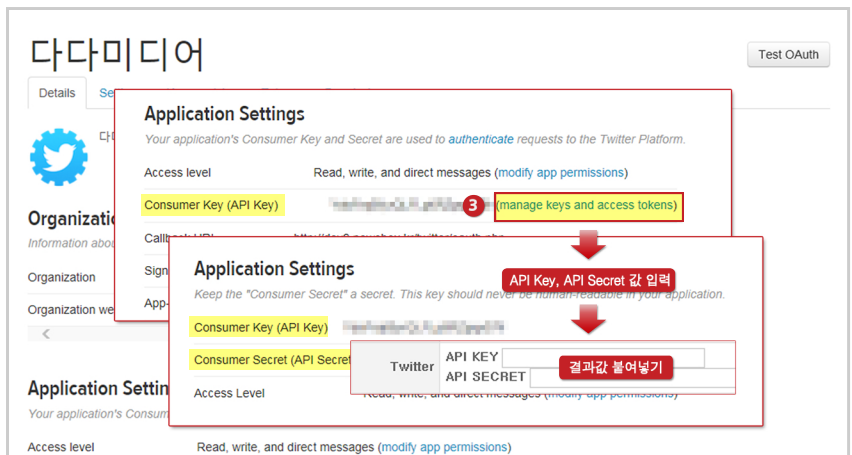 다다미디어
Test OAuth
Details
Se
다다
Application Settings
Your application's Consumer Key and Secret are used to authenticate requests to the Twitter Platform.
Access level Read, write, and direct messages (modify app permissions)
Consumer Key (API Key) 3 (manage keys and access tokens)
Organizatio
Information abou
Organization
Organization we
Sign
App-
API Key, API Secret 값 입력
Application Settings
Keep the "Consumer Secret" a secret. This key should never be human-readable in your application.
Consumer Key (API Key)
Consumer Secret (API Secret
Twitter
API KEY
API SECRET
결과값 붙여넣기
Access Level Read, write, and direct messages (modify app permissions)
Application Settin
Your application's Consum
Access level Read, write, and direct messages (modify app permissions)